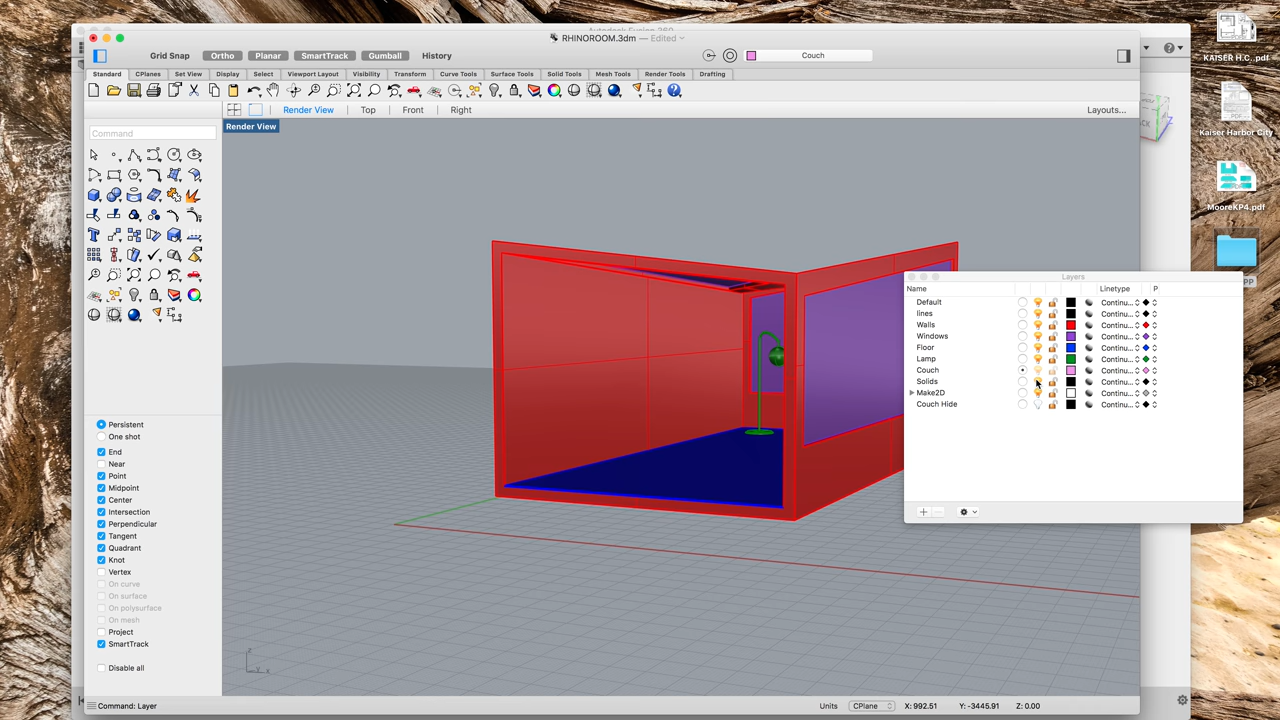 Autodesk Fusion 360
RHINOROOM.3dm — Edited
Grid Snap Ortho Planar SmartTrack Gumball History Couch
Standard CPlanes Set View Display Select Viewport Layout Visibility Transform Curve Tools Surface Tools Solid Tools Mesh Tools Render Tools Drafting
Render View Top Front Right Layouts...
Render View
Command
Persistent
One shot
End
Near
Point
Midpoint
Center
Intersection
Perpendicular
Tangent
Quadrant
Knot
Vertex
On curve
On surface
On polysurface
On mesh
Project
SmartTrack
Disable all
Layers
Name Linetype P
Default Continu...
lines Continu...
Walls Continu...
Windows Continu...
Floor Continu...
Lamp Continu...
Couch Continu...
Solids Continu...
Make2D Continu...
Couch Hide Continu...
z
Y x
Command: Layer Units CPlane X: 992.51 Y: -3445.91 Z: 0.00
KAISER H.C..pdf
Kaiser Harbor City
MooreKP4.pdf
PP
CK
Z